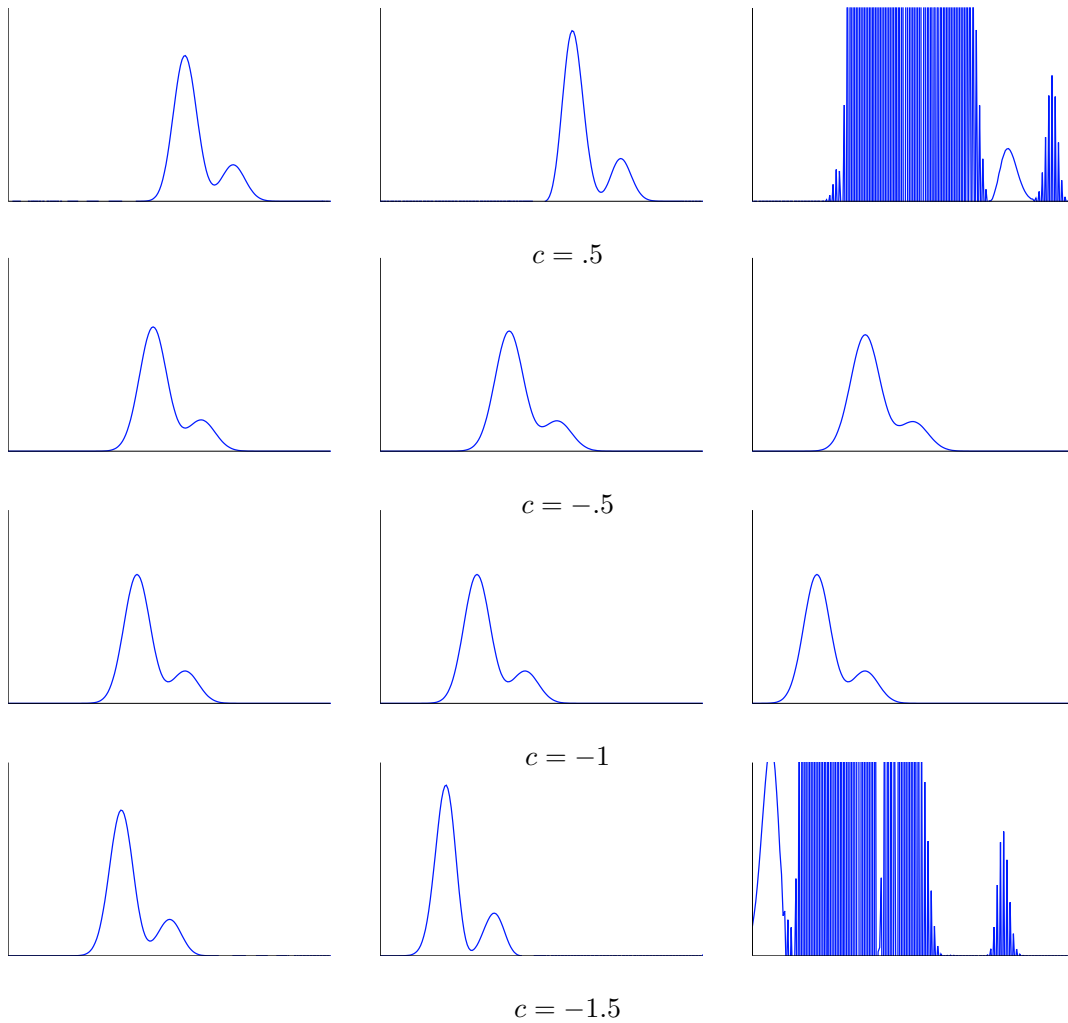 c = .5
c = −.5
c = −1
c = −1.5